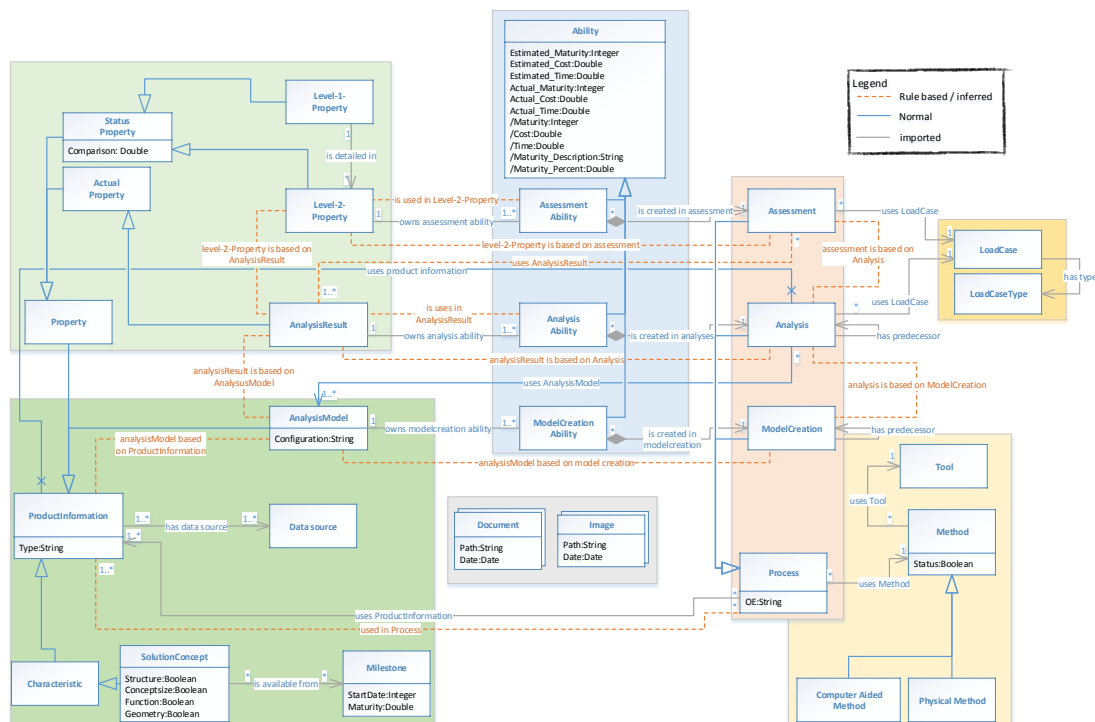 Ability
Estimated_Maturity:Integer
Estimated_Cost:Double
Estimated_Time:Double
Actual_Maturity:Integer
Actual_Cost:Double
Actual_Time:Double
/Maturity:Integer
/Cost:Double
/Time:Double
/Maturity_Description:String
/Maturity_Percent:Double
Legend
Rule based / inferred
Normal
imported
Level-1-
Property
Status
Property
Comparison: Double
1
is detailed in
*
Actual
Property
Level-2-
Property
is used in Level-2-Property
1
owns assessment ability
1..*
Assessment
Ability
*
is created in assessment
1
Assessment
*
uses LoadCase
1
level-2-Property is based on
AnalysisResult
level-2-Property is based on assessment
*
assessment is based on
Analysis
LoadCase
1
uses AnalysisResult
uses product information
has type
1..*
LoadCaseType
Property
AnalysisResult
is uses in
AnalysisResult
1
owns analysis ability
1..*
Analysis
Ability
*
is created in analyses
1
Analysis
*
uses LoadCase
has predecessor
analysisResult is based on Analysis
*
analysisResult is based on
AnalysusModel
uses AnalysisModel
analysis is based on ModelCreation
1..*
AnalysisModel
Configuration:String
1
owns modelcreation ability
1..*
ModelCreation
Ability
*
is created in
modelcreation
1
ModelCreation
has predecessor
analysisModel based
on ProductInformation
analysisModel based on model creation
Tool
1
uses Tool
*
ProductInformation
Type:String
1..*
has data source
1..*
Data source
1..*
1..*
Document
Path:String
Date:Date
Image
Path:String
Date:Date
Method
Status:Boolean
1
Process
OE:String
*
uses Method
*
uses ProductInformation
*
used in Process
Characteristic
SolutionConcept
Structure:Boolean
Conceptsize:Boolean
Function:Boolean
Geometry:Boolean
*
is available from
*
Milestone
StartDate:Integer
Maturity:Double
Computer Aided
Method
Physical Method